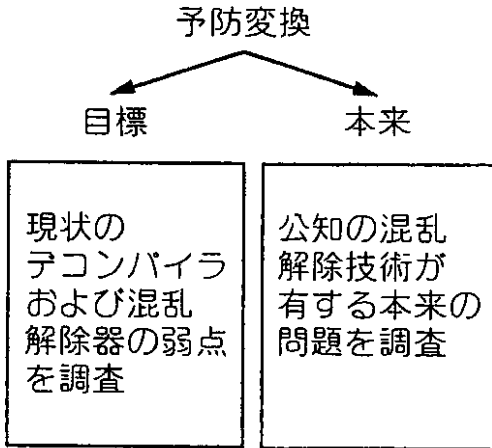 予防変換
目標
本来
現状の
デコンパイラ
および混乱
解除器の弱点
を調査
公知の混乱
解除技術が
有する本来の
問題を調査